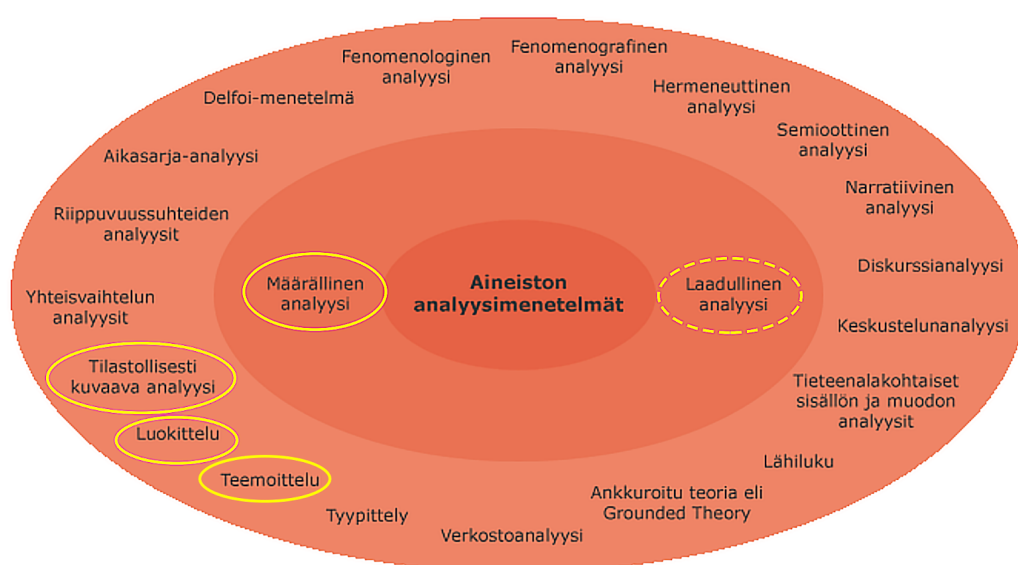 Fenomenologinen
analyysi
Fenomenografinen
analyysi
Hermeneuttinen
analyysi
Delfoi-menetelmä
Semioottinen
analyysi
Aikasarja-analyysi
Narratiivinen
analyysi
Riippuvuussuhteiden
analyysit
Diskurssianalyysi
Määrällinen
analyysi
Aineiston
analyysimenetelmät
Laadullinen
analyysi
Yhteisvaihtelun
analyysit
Keskustelunanalyysi
Tilastollisesti
kuvaava analyysi
Tieteenalakohtaiset
sisällön ja muodon
analyysit
Luokittelu
Lähiluku
Teemoittelu
Ankkuroitu teoria eli
Grounded Theory
Tyypittely
Verkostoanalyysi